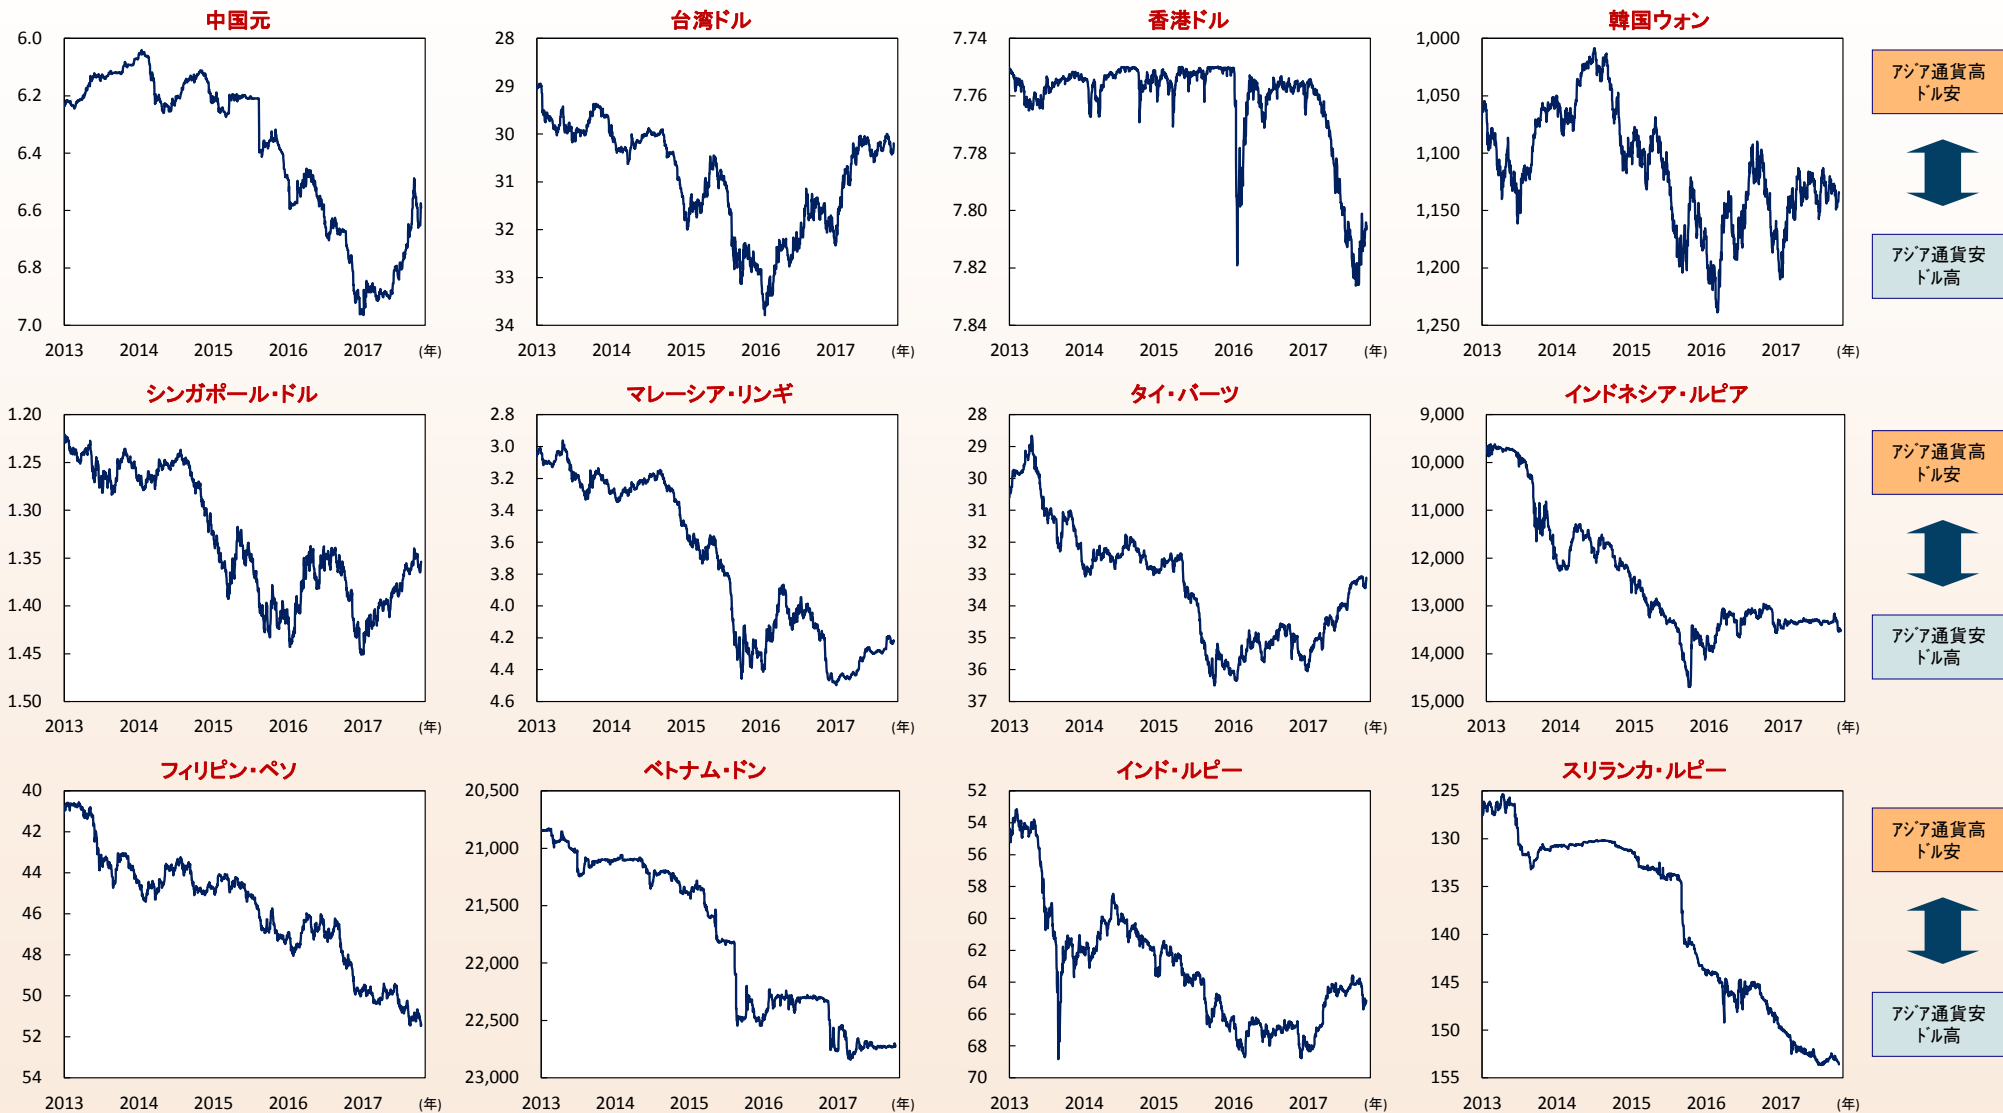 中国元
台湾ドル
香港ドル
韓国ウォン
6.0
6.2
6.4
6.6
6.8
7.0
2013 2014 2015 2016 2017 (年)
28
29
30
31
32
33
34
2013 2014 2015 2016 2017 (年)
7.74
7.76
7.78
7.80
7.82
7.84
2013 2014 2015 2016 2017 (年)
1,000
1,050
1,100
1,150
1,200
1,250
2013 2014 2015 2016 2017 (年)
アジア通貨高
ドル安
アジア通貨安
ドル高
シンガポール・ドル
マレーシア・リンギ
タイ・バーツ
インドネシア・ルピア
1.20
1.25
1.30
1.35
1.40
1.45
1.50
2013 2014 2015 2016 2017 (年)
2.8
3.0
3.2
3.4
3.6
3.8
4.0
4.2
4.4
4.6
2013 2014 2015 2016 2017 (年)
28
29
30
31
32
33
34
35
36
37
2013 2014 2015 2016 2017 (年)
9,000
10,000
11,000
12,000
13,000
14,000
15,000
2013 2014 2015 2016 2017 (年)
アジア通貨高
ドル安
アジア通貨安
ドル高
フィリピン・ペソ
ベトナム・ドン
インド・ルピー
スリランカ・ルピー
40
42
44
46
48
50
52
54
2013 2014 2015 2016 2017 (年)
20,500
21,000
21,500
22,000
22,500
23,000
2013 2014 2015 2016 2017 (年)
52
54
56
58
60
62
64
66
68
70
2013 2014 2015 2016 2017 (年)
125
130
135
140
145
150
155
2013 2014 2015 2016 2017 (年)
アジア通貨高
ドル安
アジア通貨安
ドル高